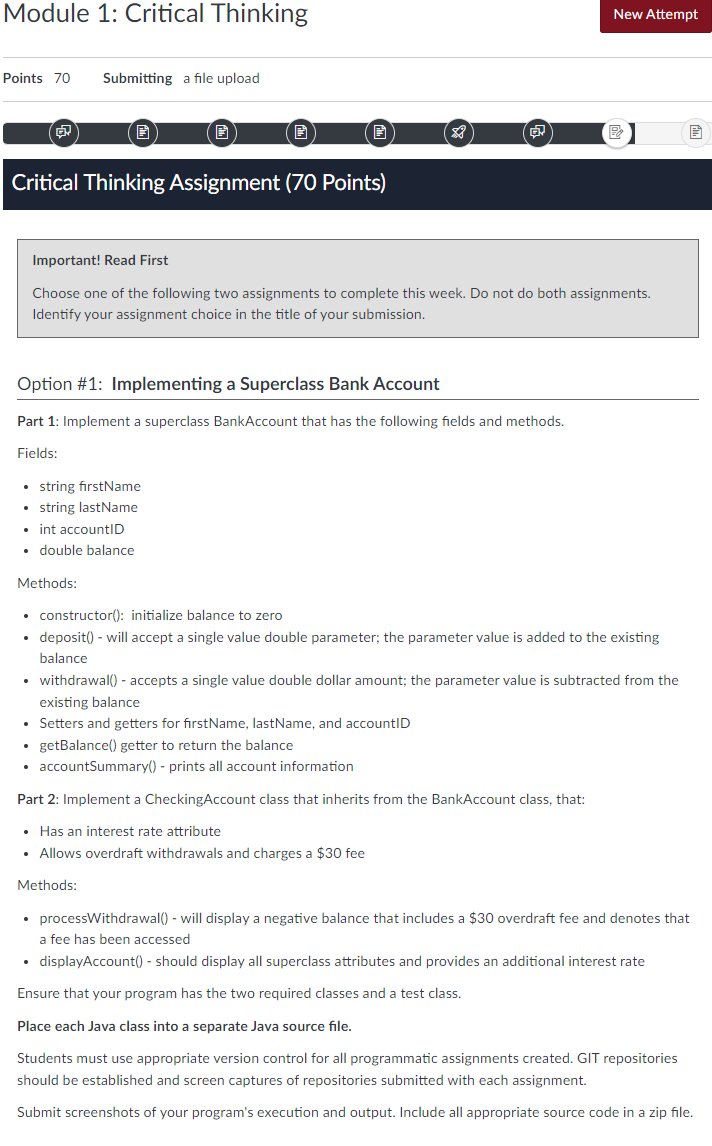 Module 1: Critical Thinking
New Attempt
Points 70 Submitting a file upload
Critical Thinking Assignment (70 Points)
Important! Read First
Choose one of the following two assignments to complete this week. Do not do both assignments.
Identify your assignment choice in the title of your submission.
Option #1: Implementing a Superclass Bank Account
Part 1: Implement a superclass BankAccount that has the following fields and methods.
Fields:
• string firstName
• string lastName
• int accountID
• double balance
Methods:
• constructor(): initialize balance to zero
• deposit() - will accept a single value double parameter; the parameter value is added to the existing
balance
• withdrawal() - accepts a single value double dollar amount; the parameter value is subtracted from the
existing balance
• Setters and getters for firstName, lastName, and accountID
• getBalance() getter to return the balance
• accountSummary() - prints all account information
Part 2: Implement a CheckingAccount class that inherits from the BankAccount class, that:
• Has an interest rate attribute
• Allows overdraft withdrawals and charges a $30 fee
Methods:
• processWithdrawal() - will display a negative balance that includes a $30 overdraft fee and denotes that
a fee has been accessed
• displayAccount() - should display all superclass attributes and provides an additional interest rate
Ensure that your program has the two required classes and a test class.
Place each Java class into a separate Java source file.
Students must use appropriate version control for all programmatic assignments created. GIT repositories
should be established and screen captures of repositories submitted with each assignment.
Submit screenshots of your program's execution and output. Include all appropriate source code in a zip file.